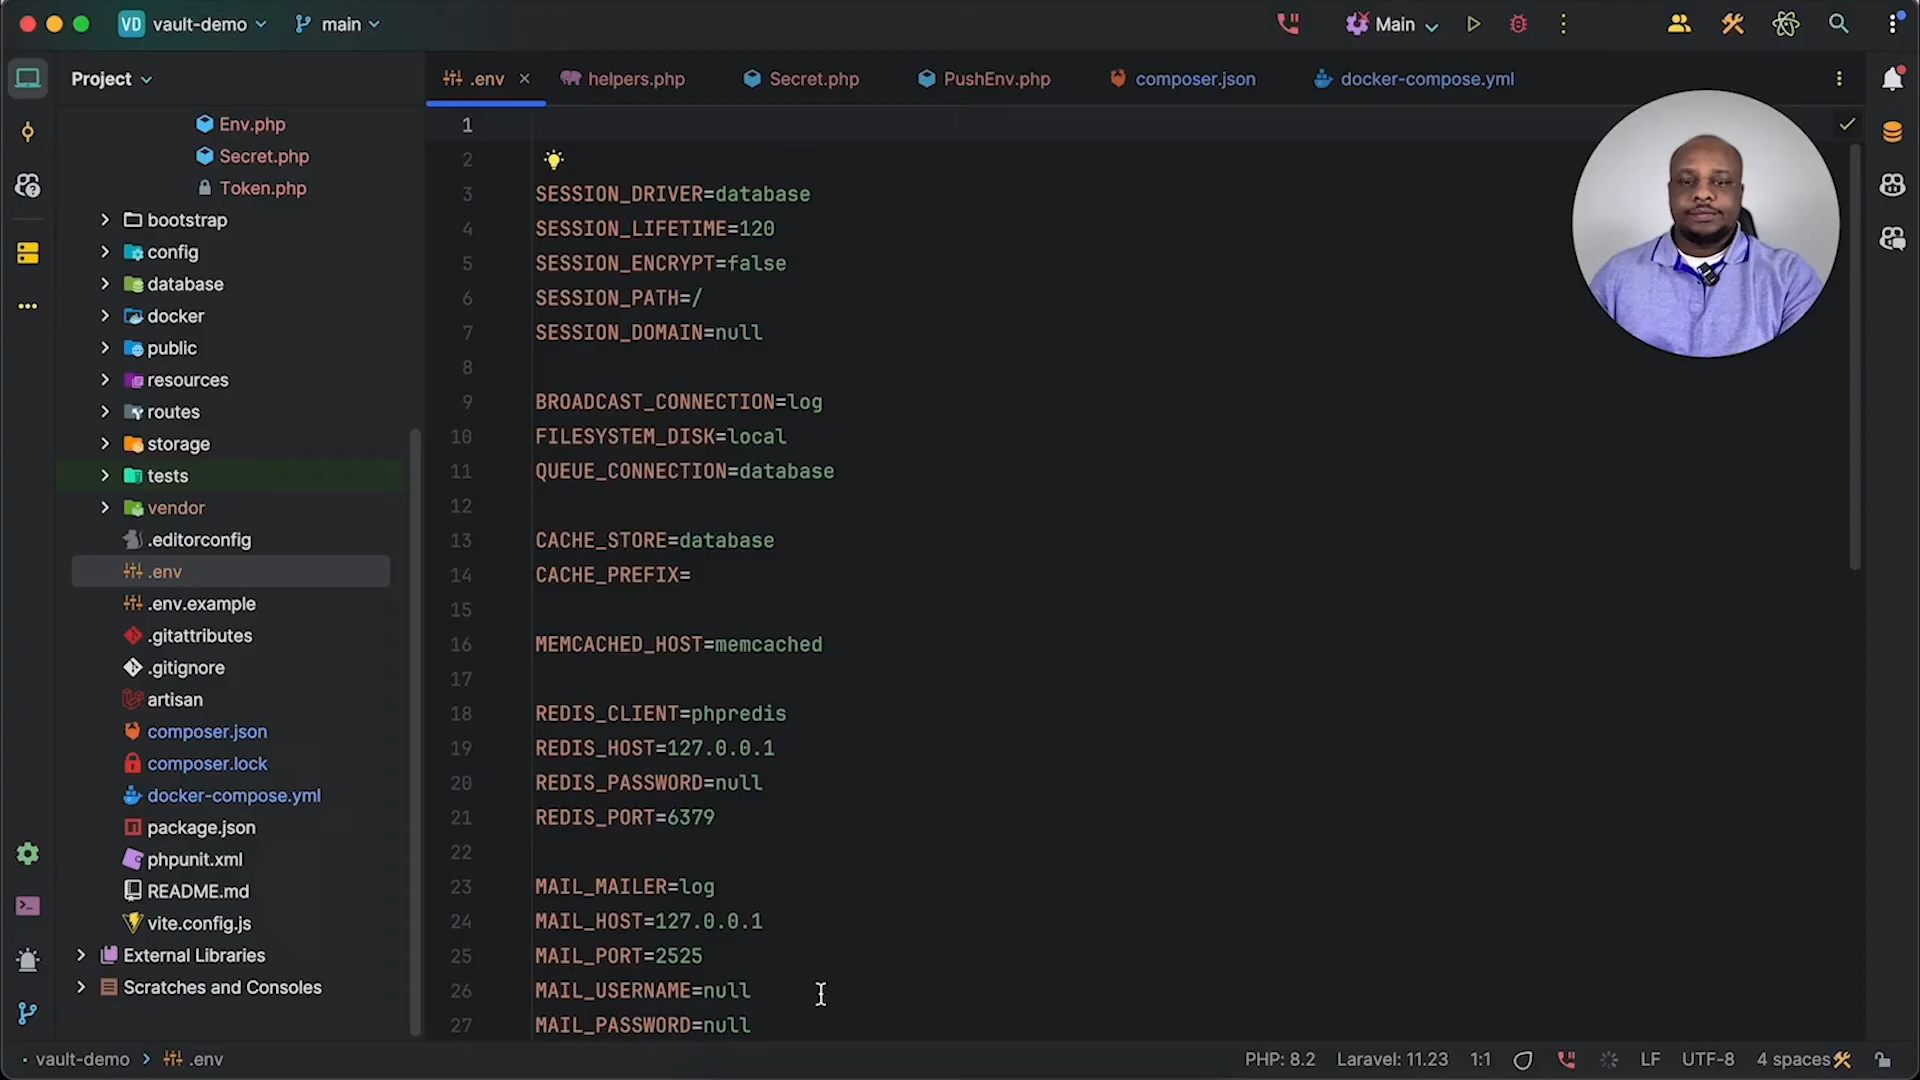 VD vault-demo
main
Main
Project
.env
helpers.php
Secret.php
PushEnv.php
composer.json
docker-compose.yml
Env.php
Secret.php
Token.php
bootstrap
config
database
docker
public
resources
routes
storage
tests
vendor
.editorconfig
.env
.env.example
.gitattributes
.gitignore
artisan
composer.json
composer.lock
docker-compose.yml
package.json
phpunit.xml
README.md
vite.config.js
External Libraries
Scratches and Consoles
1
2
3 SESSION_DRIVER=database
4 SESSION_LIFETIME=120
5 SESSION_ENCRYPT=false
6 SESSION_PATH=/
7 SESSION_DOMAIN=null
8
9 BROADCAST_CONNECTION=log
10 FILESYSTEM_DISK=local
11 QUEUE_CONNECTION=database
12
13 CACHE_STORE=database
14 CACHE_PREFIX=
15
16 MEMCACHED_HOST=memcached
17
18 REDIS_CLIENT=phpredis
19 REDIS_HOST=127.0.0.1
20 REDIS_PASSWORD=null
21 REDIS_PORT=6379
22
23 MAIL_MAILER=log
24 MAIL_HOST=127.0.0.1
25 MAIL_PORT=2525
26 MAIL_USERNAME=null
27 MAIL_PASSWORD=null
vault-demo > .env
PHP: 8.2 Laravel: 11.23 1:1 LF UTF-8 4 spaces